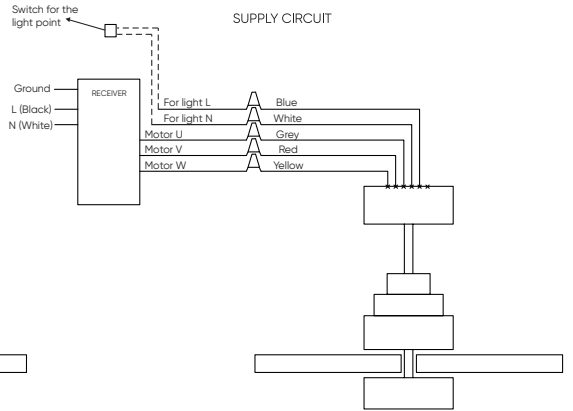 Switch for the
light point
SUPPLY CIRCUIT
Ground
L (Black)
N (White)
RECEIVER
For light L Blue
For light N White
Motor U Grey
Motor V Red
Motor W Yellow